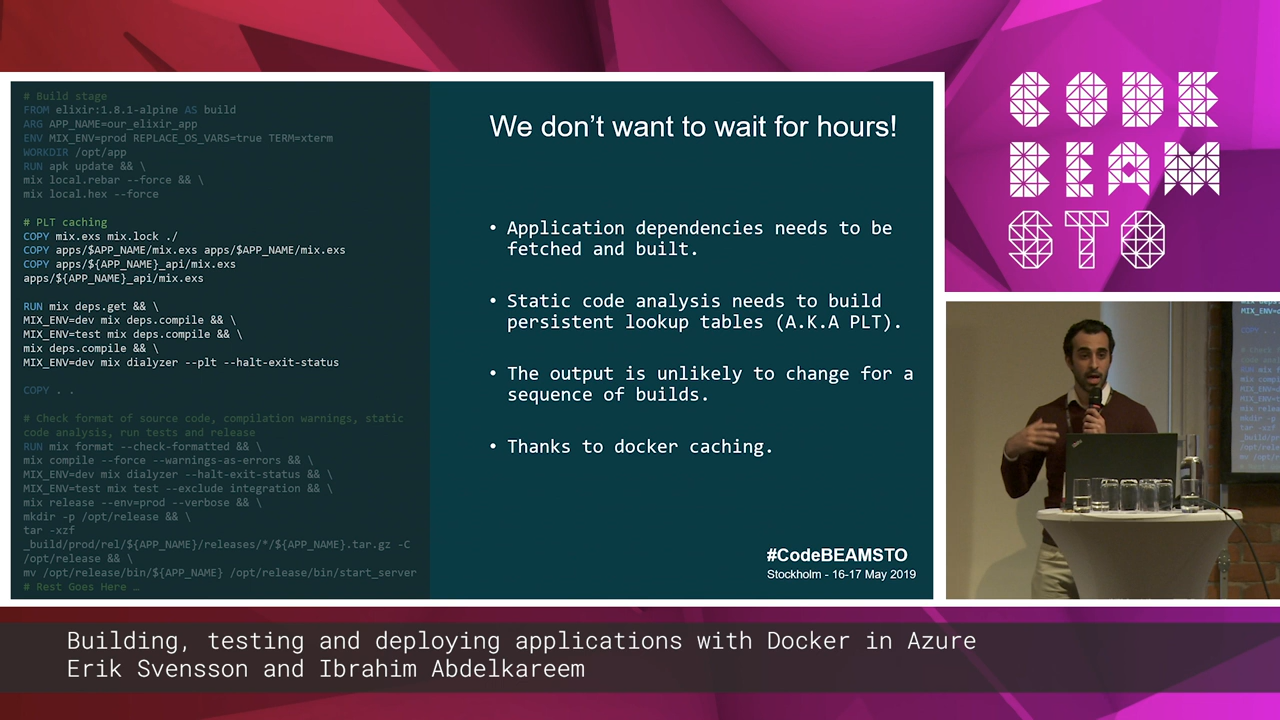 # Build stage
FROM elixir:1.8.1-alpine AS build
ARG APP_NAME=our_elixir_app
ENV MIX_ENV=prod REPLACE_OS_VARS=true TERM=xterm
WORKDIR /opt/app
RUN apk update && \
mix local.rebar --force && \
mix local.hex --force
# PLT caching
COPY mix.exs mix.lock ./
COPY apps/$APP_NAME/mix.exs apps/$APP_NAME/mix.exs
COPY apps/${APP_NAME}_api/mix.exs
apps/${APP_NAME}_api/mix.exs
RUN mix deps.get && \
MIX_ENV=dev mix deps.compile && \
MIX_ENV=test mix deps.compile && \
mix deps.compile && \
MIX_ENV=dev mix dialyzer --plt --halt-exit-status
COPY . .
# Check format of source code, compilation warnings, static
code analysis, run tests and release
RUN mix format --check-formatted && \
mix compile --force --warnings-as-errors && \
MIX_ENV=dev mix dialyzer --halt-exit-status && \
MIX_ENV=test mix test --exclude integration && \
mix release --env=prod --verbose && \
mkdir -p /opt/release && \
tar -xzf
_build/prod/rel/${APP_NAME}/releases/*/${APP_NAME}.tar.gz -C
/opt/release && \
mv /opt/release/bin/${APP_NAME} /opt/release/bin/start_server
# Rest Goes Here …
We don’t want to wait for hours!
• Application dependencies needs to be
fetched and built.
• Static code analysis needs to build
persistent lookup tables (A.K.A PLT).
• The output is unlikely to change for a
sequence of builds.
• Thanks to docker caching.
#CodeBEAMSTO
Stockholm - 16-17 May 2019
CODE
BEAM
STO
Building, testing and deploying applications with Docker in Azure
Erik Svensson and Ibrahim Abdelkareem